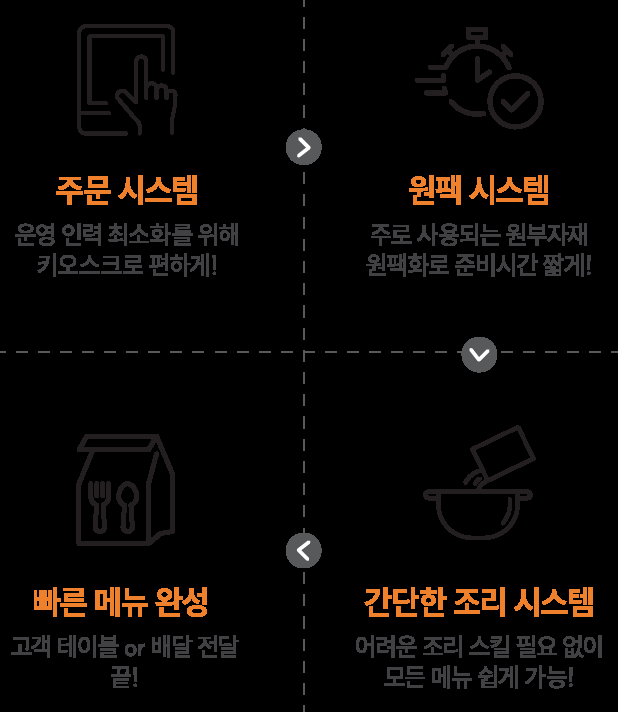 주문 시스템
운영 인력 최소화를 위해
키오스크로 편하게!
원팩 시스템
주로 사용되는 원부자재
원팩화로 준비시간 짧게!
간단한 조리 시스템
어려운 조리 스킬 필요 없이
모든 메뉴 쉽게 가능!
빠른 메뉴 완성
고객 테이블 or 배달 전달
끝!